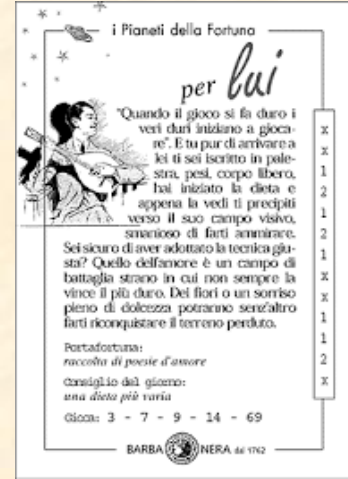 i Pianeti della Fortuna
per lui
"Quando il gioco si fa duro i
veri duri iniziano a gioca-
re". E tu pur di arrivare a
lei ti sei iscritto in pale-
stra, pesi, corpo libero,
hai iniziato la dieta e
appena la vedi ti precipiti
verso il suo campo visivo,
smanioso di farti ammirare.
Sei sicuro di aver adottato la tecnica giu-
sta? Quello dell'amore è un campo di
battaglia strano in cui non sempre la
vince il più duro. Dei fiori o un sorriso
pieno di dolcezza potranno senz'altro
farti riconquistare il terreno perduto.
Portafortuna:
raccolta di poesie d'amore
Consiglio del giorno:
una dieta più varia
Gioca: 3 - 7 - 9 - 14 - 69
x
x
1
2
1
2
1
x
x
1
1
2
x
BARBA NERA dal 1762